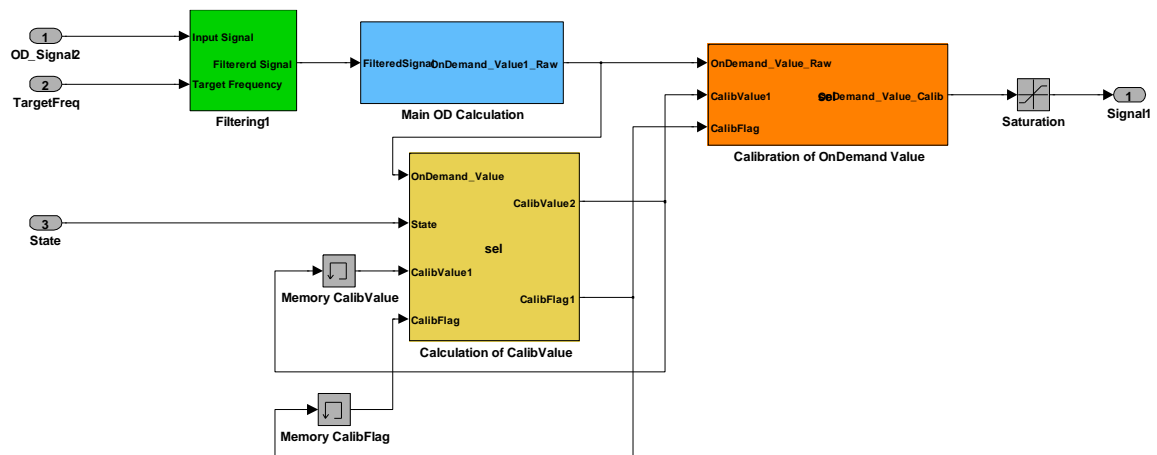 1
OD_Signal2
2
TargetFreq
Input Signal
Filtererd Signal
Target Frequency
Filtering1
FilteredSignal
OnDemand_Value1_Raw
Main OD Calculation
OnDemand_Value_Raw
CalibValue1
sel
OnDemand_Value_Calib
CalibFlag
Calibration of OnDemand Value
Saturation
1
Signal1
3
State
OnDemand_Value
CalibValue2
State
sel
CalibValue1
CalibFlag1
CalibFlag
Calculation of CalibValue
Memory CalibValue
Memory CalibFlag